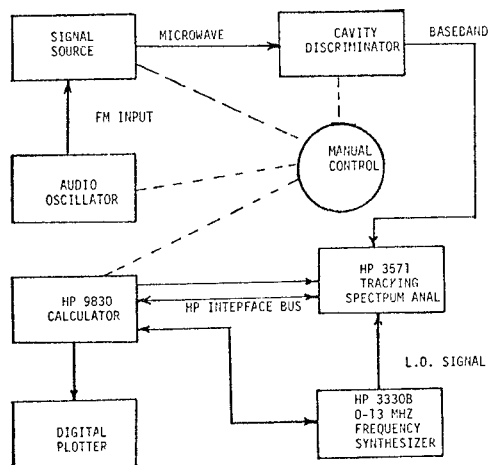 SIGNAL
SOURCE
MICROWAVE
CAVITY
DISCRIMINATOR
BASEBAND
FM INPUT
MANUAL
CONTROL
AUDIO
OSCILLATOR
HP 9830
CALCULATOR
HP INTERFACE BUS
HP 3571
TRACKING
SPECTPUM ANAL
L.O. SIGNAL
DIGITAL
PLOTTER
HP 3330B
0-13 MHZ
FREQUENCY
SYNTHESIZER